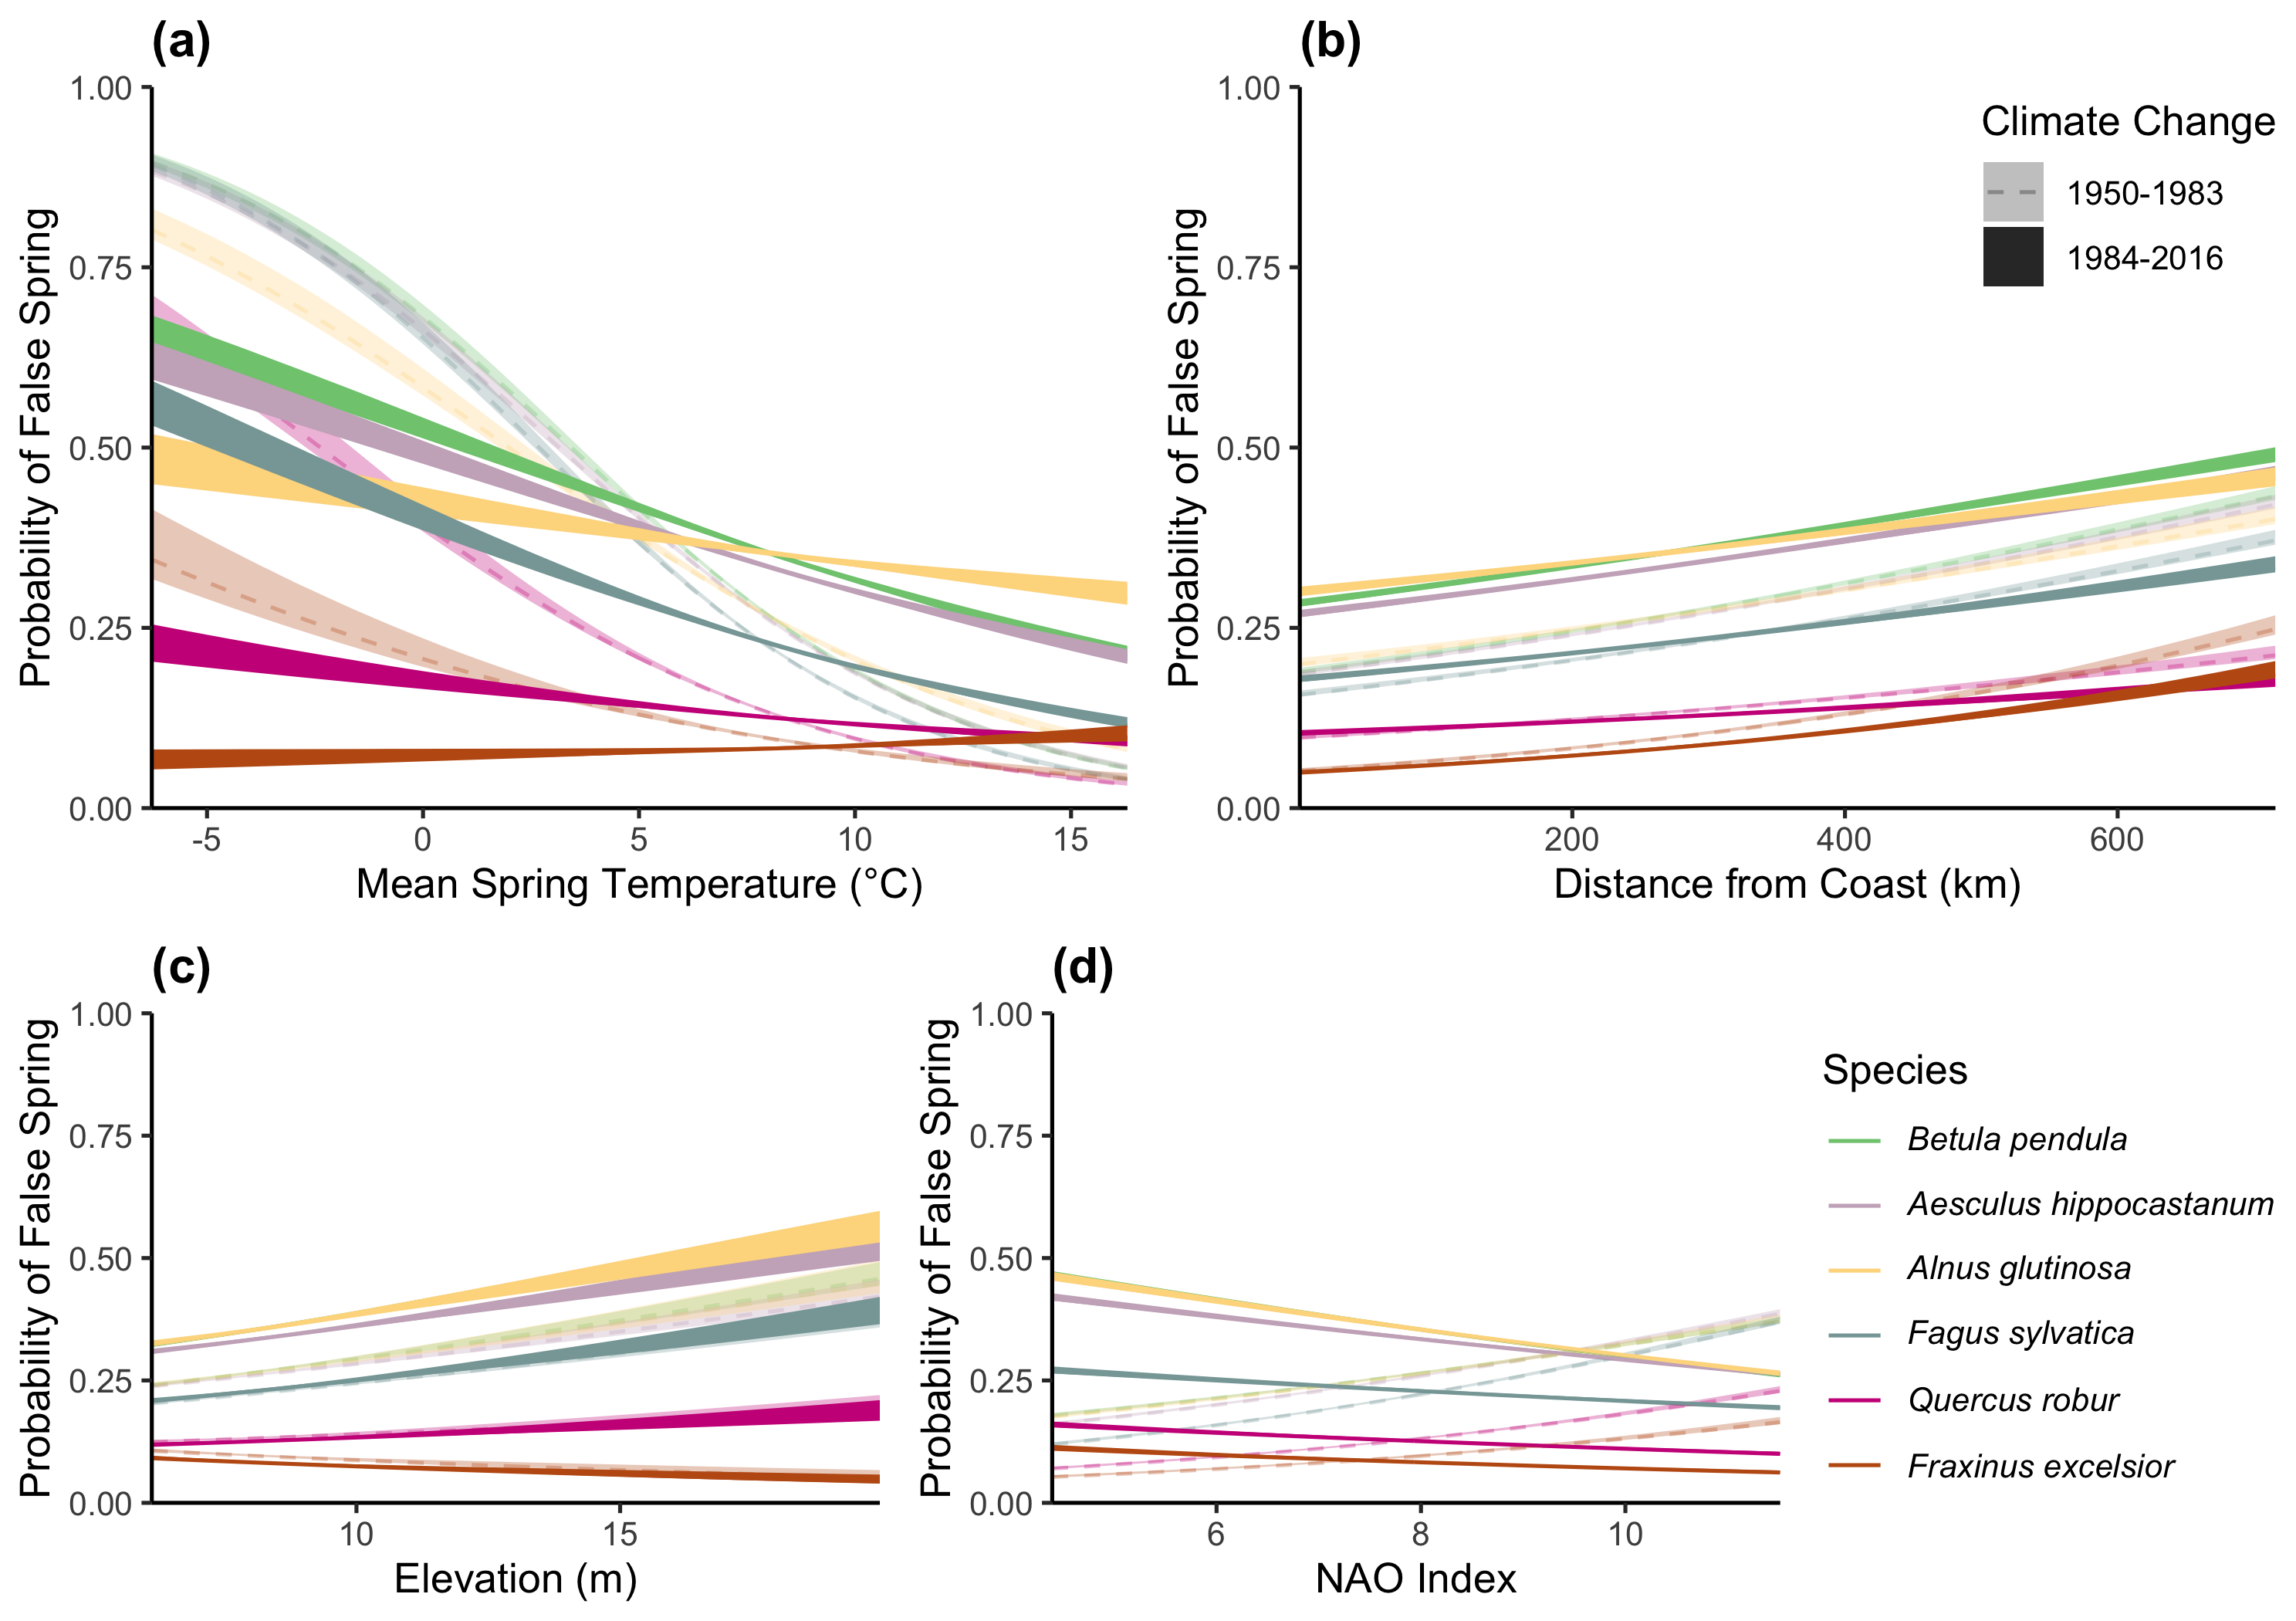 (a)
1.00
0.75
0.50
0.25
0.00
Probability of False Spring
-5 0 5 10 15
Mean Spring Temperature (°C)
(b)
1.00
0.75
0.50
0.25
0.00
Probability of False Spring
200 400 600
Distance from Coast (km)
Climate Change
1950-1983
1984-2016
(c)
1.00
0.75
0.50
0.25
0.00
Probability of False Spring
10 15
Elevation (m)
(d)
1.00
0.75
0.50
0.25
0.00
Probability of False Spring
6 8 10
NAO Index
Species
Betula pendula
Aesculus hippocastanum
Alnus glutinosa
Fagus sylvatica
Quercus robur
Fraxinus excelsior